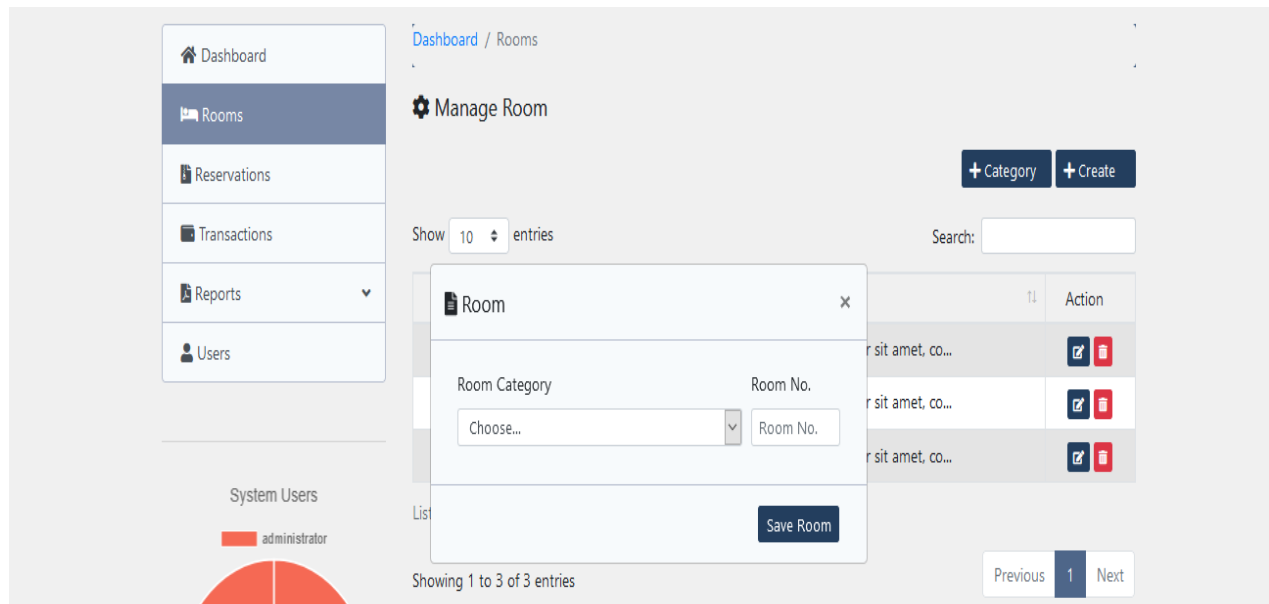 Dashboard
Rooms
Reservations
Transactions
Reports
Users
System Users
administrator
Dashboard / Rooms
Manage Room
+ Category + Create
Show 10 entries Search:
Action
r sit amet, co...
r sit amet, co...
r sit amet, co...
Room ×
Room Category Room No.
Choose... Room No.
Save Room
List
Showing 1 to 3 of 3 entries
Previous 1 Next